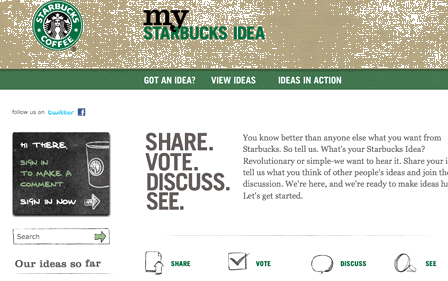 STARBUCKS
COFFEE
my
STARBUCKS IDEA
GOT AN IDEA? VIEW IDEAS IDEAS IN ACTION
follow us on twitter
HI THERE,
SIGN IN
TO MAKE A
COMMENT.
SIGN IN NOW
Search
Our ideas so far
SHARE.
VOTE.
DISCUSS.
SEE.
You know better than anyone else what you want from
Starbucks. So tell us. What's your Starbucks Idea?
Revolutionary or simple-we want to hear it. Share your i
tell us what you think of other people's ideas and join the
discussion. We're here, and we're ready to make ideas ha
Let's get started.
SHARE VOTE DISCUSS SEE